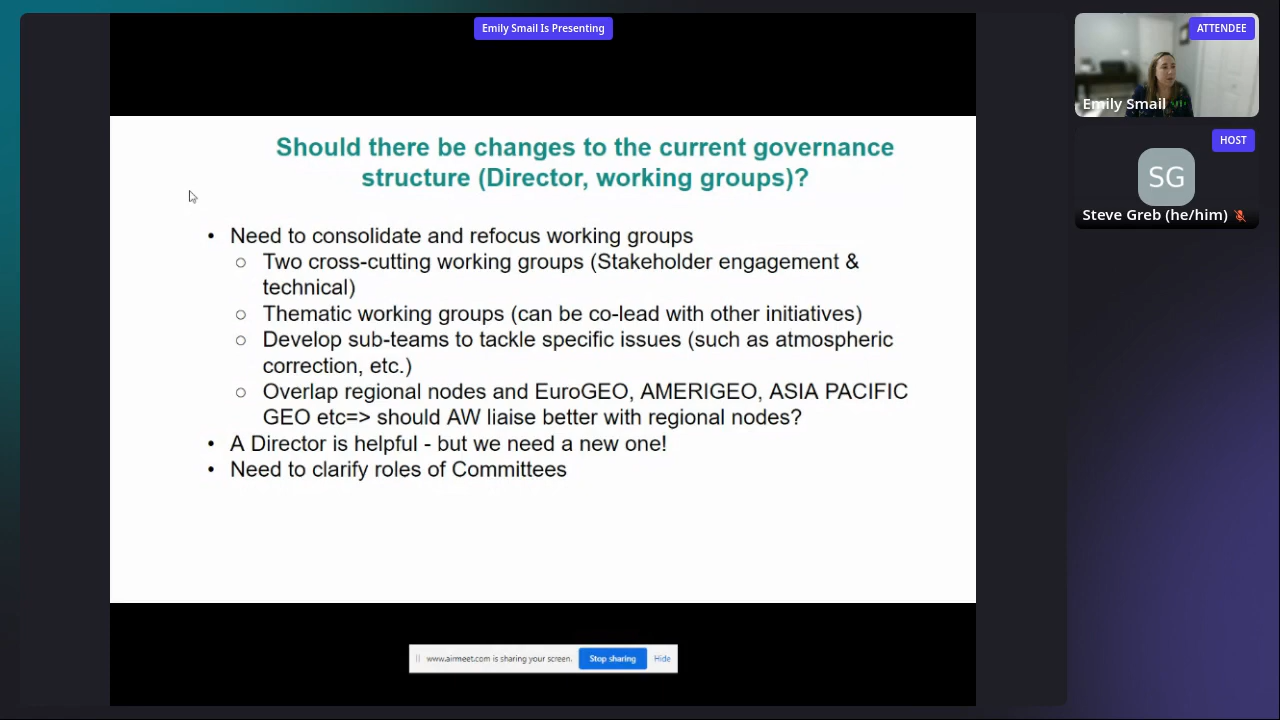 Emily Smail Is Presenting
ATTENDEE
Emily Smail
HOST
SG
Steve Greb (he/him)
Should there be changes to the current governance
structure (Director, working groups)?
• Need to consolidate and refocus working groups
○ Two cross-cutting working groups (Stakeholder engagement &
technical)
○ Thematic working groups (can be co-lead with other initiatives)
○ Develop sub-teams to tackle specific issues (such as atmospheric
correction, etc.)
○ Overlap regional nodes and EuroGEO, AMERIGEO, ASIA PACIFIC
GEO etc=> should AW liaise better with regional nodes?
• A Director is helpful - but we need a new one!
• Need to clarify roles of Committees
www.airmeet.com is sharing your screen. Stop sharing Hide